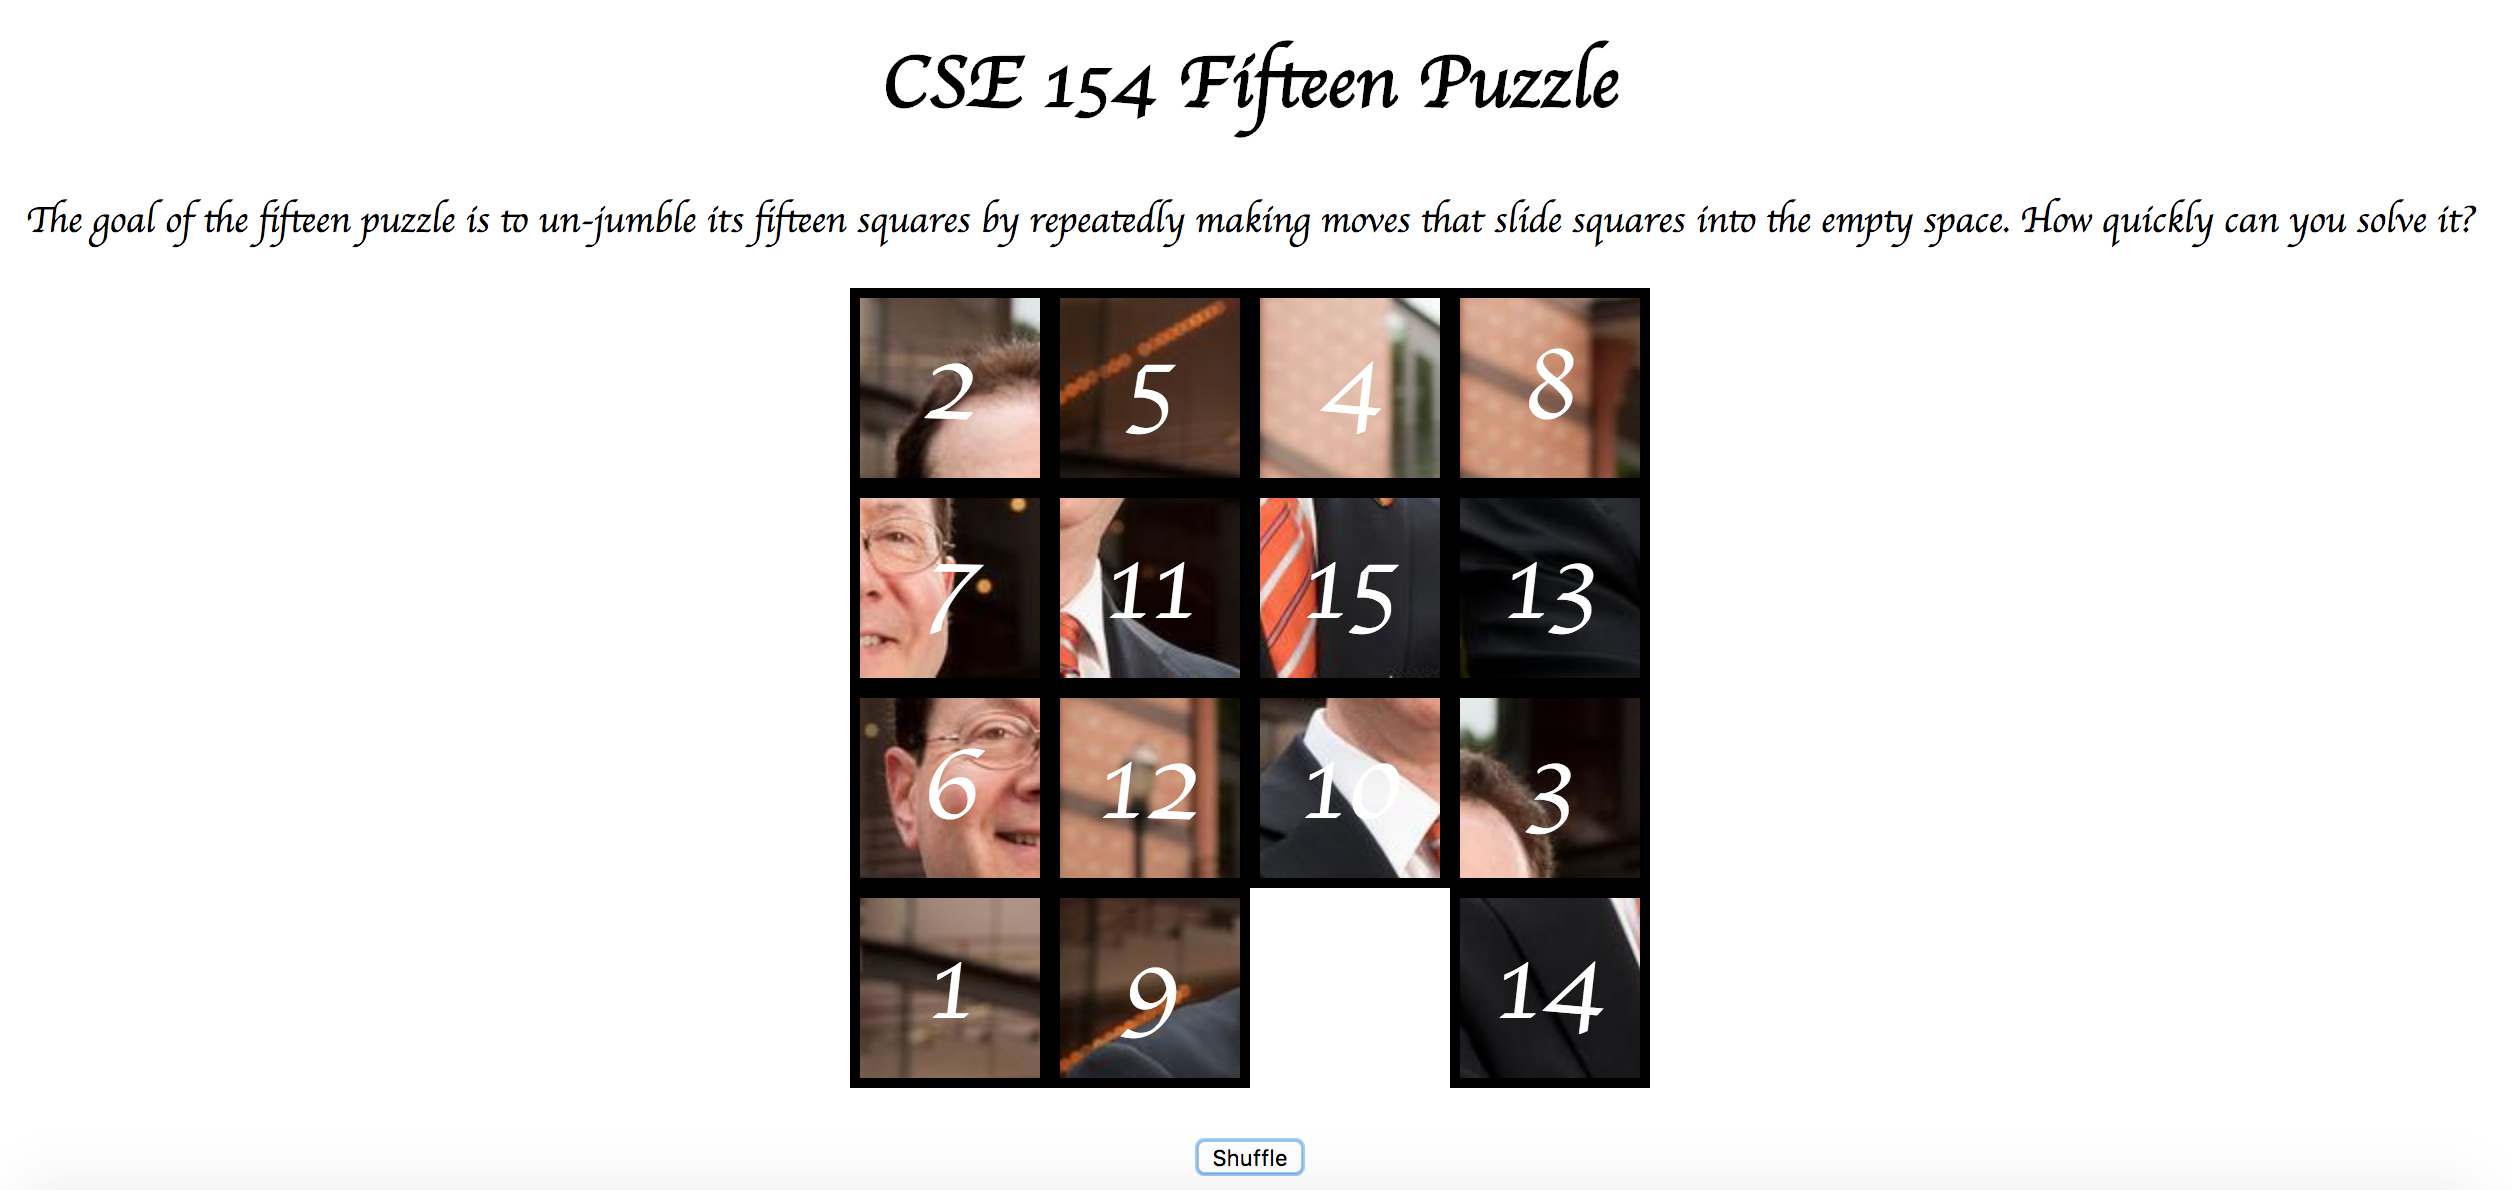 CSE 154 Fifteen Puzzle
The goal of the fifteen puzzle is to un-jumble its fifteen squares by repeatedly making moves that slide squares into the empty space. How quickly can you solve it?
2 5 4 8
7 11 15 13
6 12 10 3
1 9 14
Shuffle